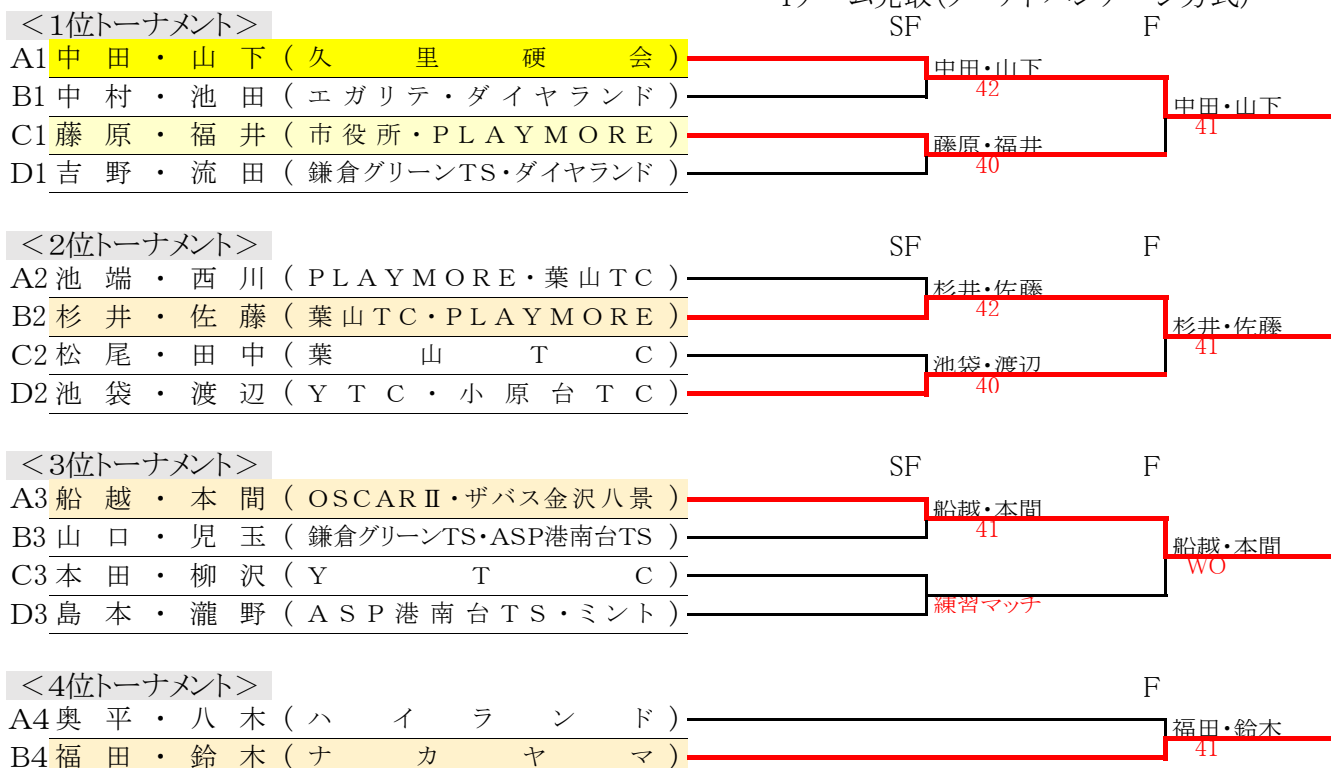 <1位トーナメント> SF F
A1 中田・山下(久里硬会)
中田・山下
B1 中村・池田(エガリテ・ダイヤランド)
42
中田・山下
C1 藤原・福井(市役所・PLAYMORE)
41
藤原・福井
D1 吉野・流田(鎌倉グリーンTS・ダイヤランド)
40
<2位トーナメント> SF F
A2 池端・西川(PLAYMORE・葉山TC)
杉井・佐藤
B2 杉井・佐藤(葉山TC・PLAYMORE)
42
杉井・佐藤
C2 松尾・田中(葉山TC)
41
池袋・渡辺
D2 池袋・渡辺(YTC・小原台TC)
40
<3位トーナメント> SF F
A3 船越・本間(OSCARⅡ・ザバス金沢八景)
船越・本間
B3 山口・児玉(鎌倉グリーンTS・ASP港南台TS)
41
船越・本間
C3 本田・柳沢(YTC)
WO
D3 島本・瀧野(ASP港南台TS・ミント)
練習マッチ
<4位トーナメント> F
A4 奥平・八木(ハイランド)
福田・鈴木
B4 福田・鈴木(ナカヤマ)
41